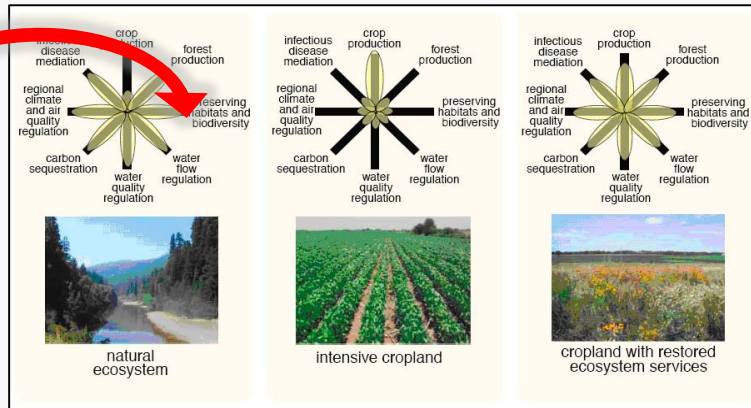 crop
production
infectious
disease
mediation
forest
production
regional
climate
and air
quality
regulation
preserving
habitats and
biodiversity
carbon
sequestration
water
quality
regulation
water
flow
regulation
natural
ecosystem
crop
production
infectious
disease
mediation
forest
production
regional
climate
and air
quality
regulation
preserving
habitats and
biodiversity
carbon
sequestration
water
quality
regulation
water
flow
regulation
intensive cropland
crop
production
infectious
disease
mediation
forest
production
regional
climate
and air
quality
regulation
preserving
habitats and
biodiversity
carbon
sequestration
water
quality
regulation
water
flow
regulation
cropland with restored
ecosystem services